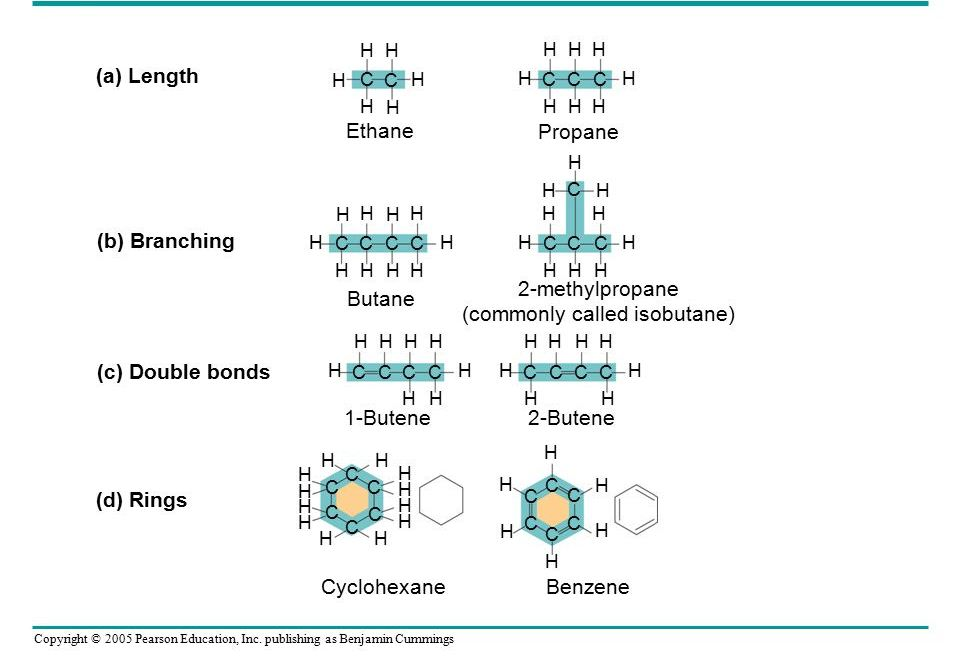 H H
H C C H
H H
Ethane
H H H
H C C C H
H H H
Propane
(a) Length
H H H H
H C C C C H
H H H H
Butane
H
H C H
H H
H C C C H
H H H
2-methylpropane
(commonly called isobutane)
(b) Branching
H H H H
H C C C C H
H H
1-Butene
H H H H
H C C C C H
H H
2-Butene
(c) Double bonds
H H
H C H
H C C H
H C C H
H C H
H H
Cyclohexane
H
H C H
C C
C C
H C H
H
Benzene
(d) Rings
Copyright © 2005 Pearson Education, Inc. publishing as Benjamin Cummings